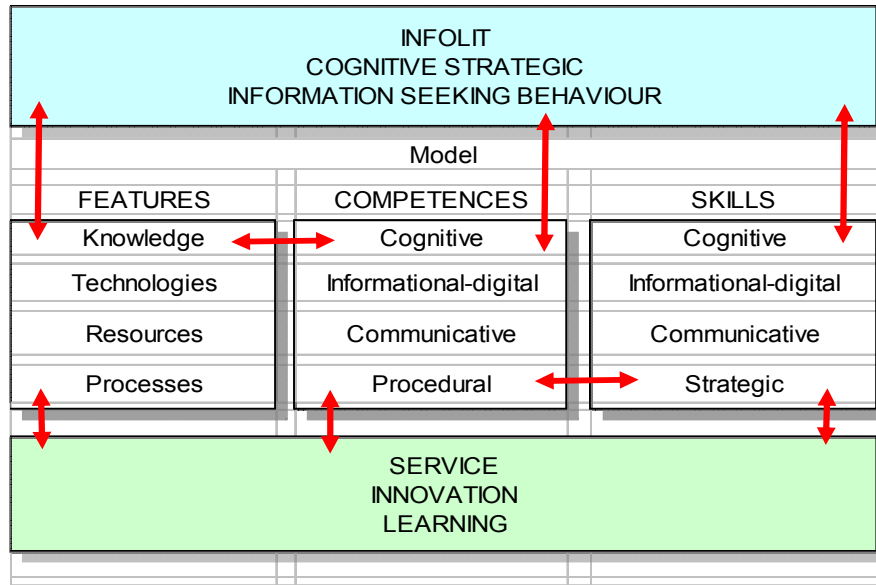 INFOLIT
COGNITIVE STRATEGIC
INFORMATION SEEKING BEHAVIOUR
Model
FEATURES COMPETENCES SKILLS
Knowledge Cognitive Cognitive
Technologies Informational-digital Informational-digital
Resources Communicative Communicative
Processes Procedural Strategic
SERVICE
INNOVATION
LEARNING